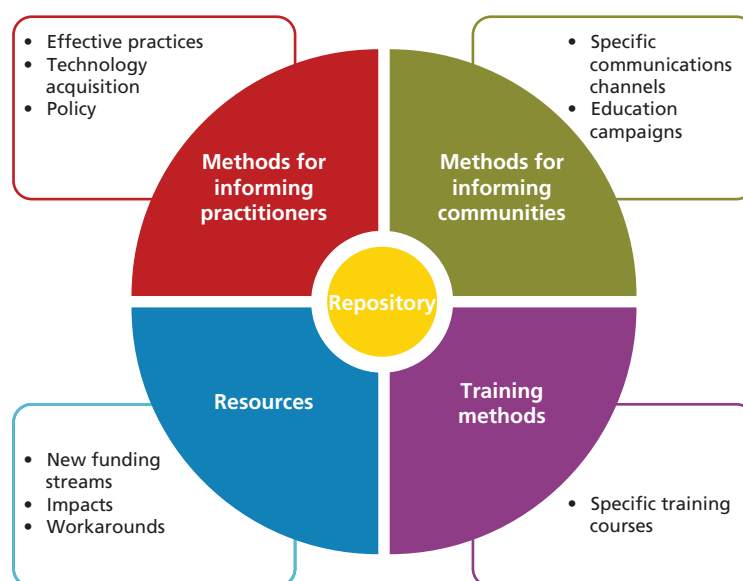 • Effective practices
• Technology
acquisition
• Policy
• Specific
communications
channels
• Education
campaigns
Methods for
informing
practitioners
Methods for
informing
communities
Repository
Resources
Training
methods
• New funding
streams
• Impacts
• Workarounds
• Specific training
courses